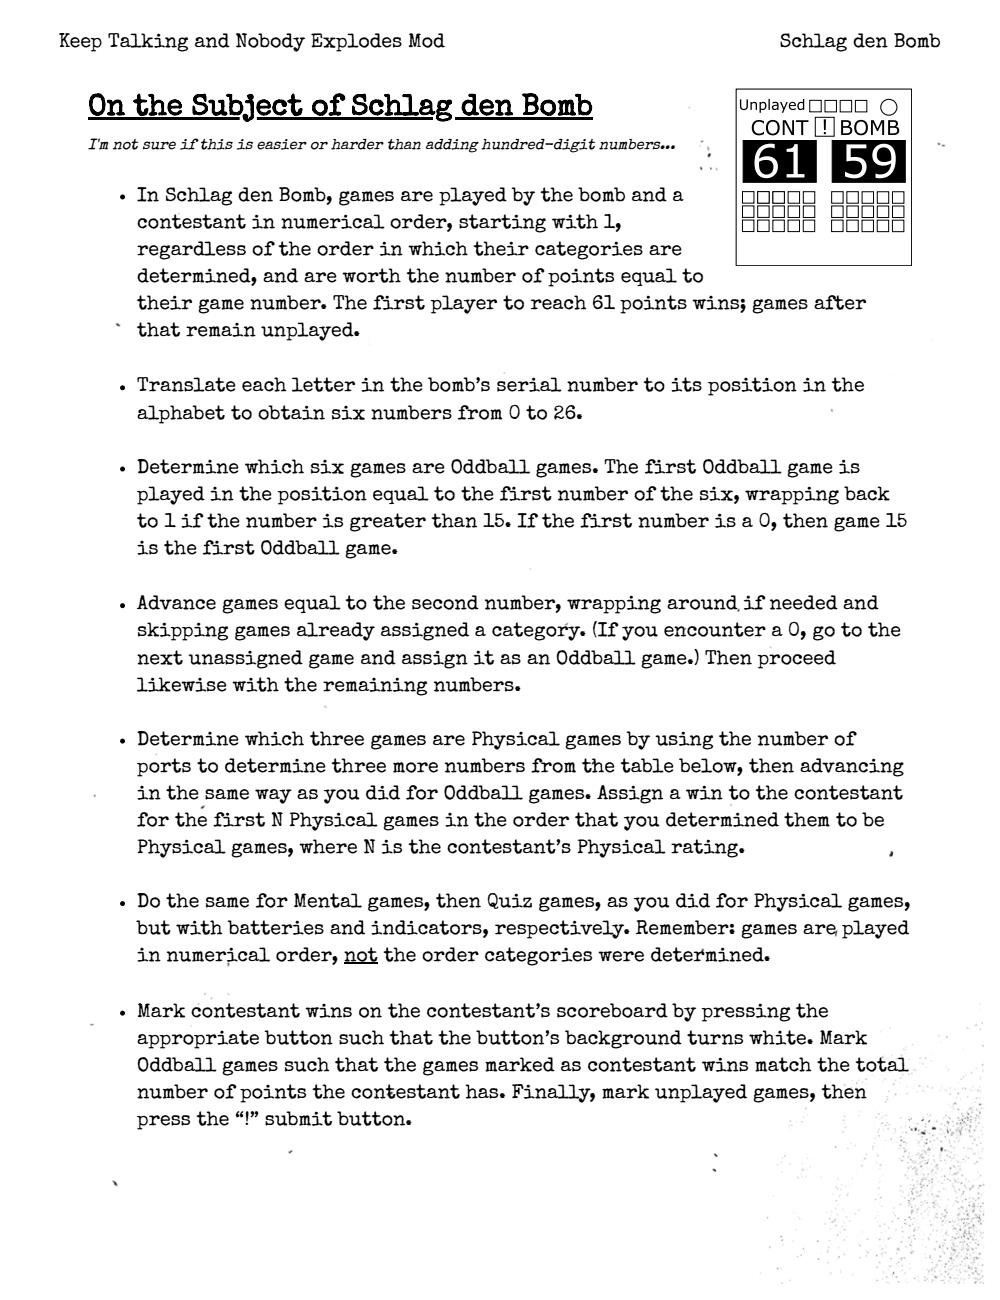 Keep Talking and Nobody Explodes Mod
Schlag den Bomb
On the Subject of Schlag den Bomb
I'm not sure if this is easier or harder than adding hundred-digit numbers...
Unplayed
CONT ! BOMB
61 59
• In Schlag den Bomb, games are played by the bomb and a
contestant in numerical order, starting with 1,
regardless of the order in which their categories are
determined, and are worth the number of points equal to
their game number. The first player to reach 61 points wins; games after
that remain unplayed.
• Translate each letter in the bomb's serial number to its position in the
alphabet to obtain six numbers from 0 to 26.
• Determine which six games are Oddball games. The first Oddball game is
played in the position equal to the first number of the six, wrapping back
to 1 if the number is greater than 15. If the first number is a 0, then game 15
is the first Oddball game.
• Advance games equal to the second number, wrapping around if needed and
skipping games already assigned a category. (If you encounter a 0, go to the
next unassigned game and assign it as an Oddball game.) Then proceed
likewise with the remaining numbers.
• Determine which three games are Physical games by using the number of
ports to determine three more numbers from the table below, then advancing
in the same way as you did for Oddball games. Assign a win to the contestant
for the first N Physical games in the order that you determined them to be
Physical games, where N is the contestant's Physical rating.
• Do the same for Mental games, then Quiz games, as you did for Physical games,
but with batteries and indicators, respectively. Remember: games are played
in numerical order, not the order categories were determined.
• Mark contestant wins on the contestant's scoreboard by pressing the
appropriate button such that the button's background turns white. Mark
Oddball games such that the games marked as contestant wins match the total
number of points the contestant has. Finally, mark unplayed games, then
press the "!" submit button.